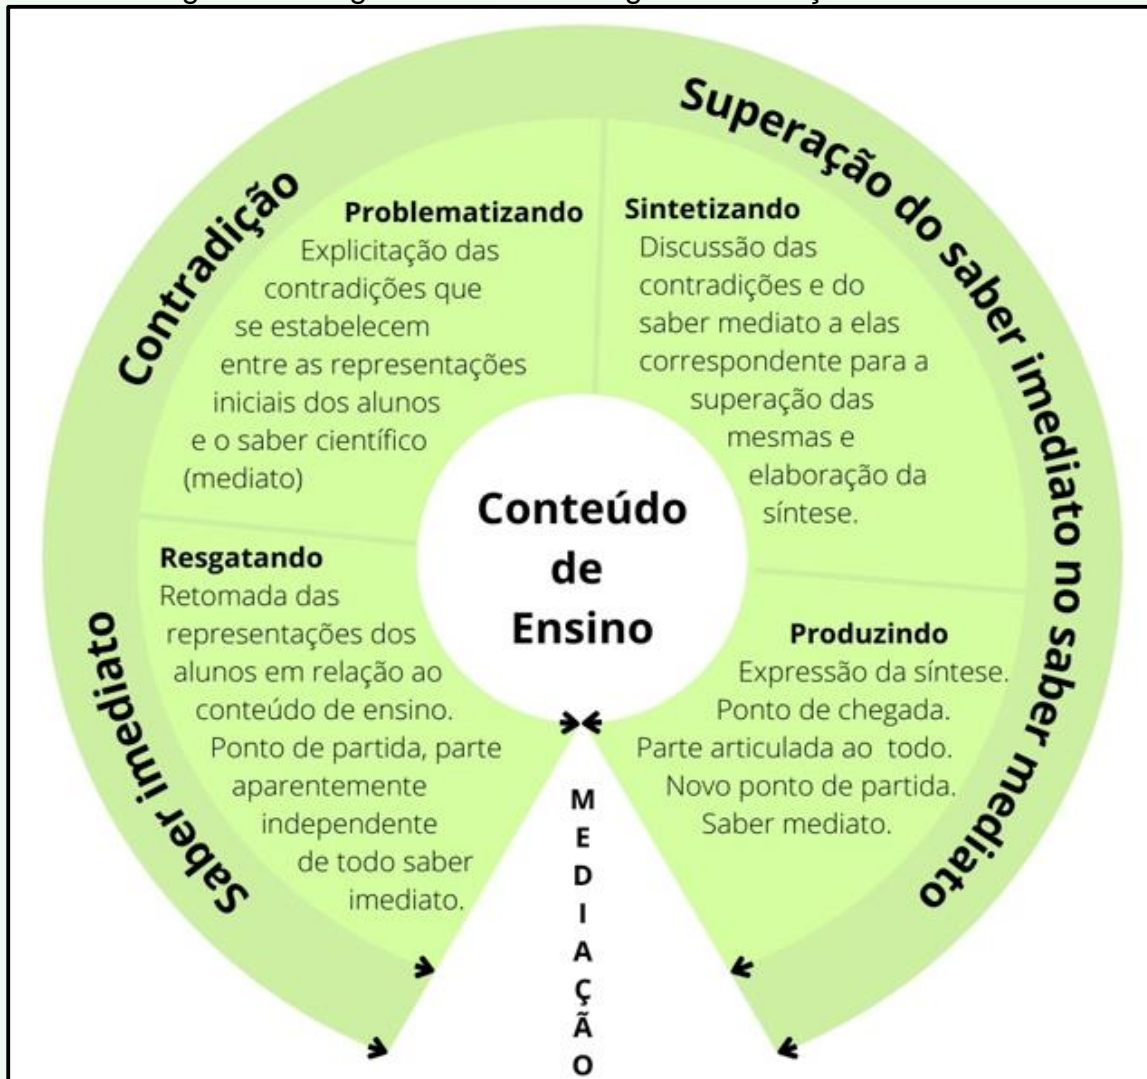 Contradição
Superação do saber imediato no saber mediato
Saber imediato
Problematizando
Explicitação das
contradições que
se estabelecem
entre as representações
iniciais dos alunos
e o saber científico
(mediato)
Sintetizando
Discussão das
contradições e do
saber mediato a elas
correspondente para a
superação das
mesmas e
elaboração da
síntese.
Conteúdo
de
Ensino
Resgatando
Retomada das
representações dos
alunos em relação ao
conteúdo de ensino.
Ponto de partida, parte
aparentemente
independente
de todo saber
imediato.
Produzindo
Expressão da síntese.
Ponto de chegada.
Parte articulada ao todo.
Novo ponto de partida.
Saber mediato.
M
E
D
I
A
Ç
Ã
O